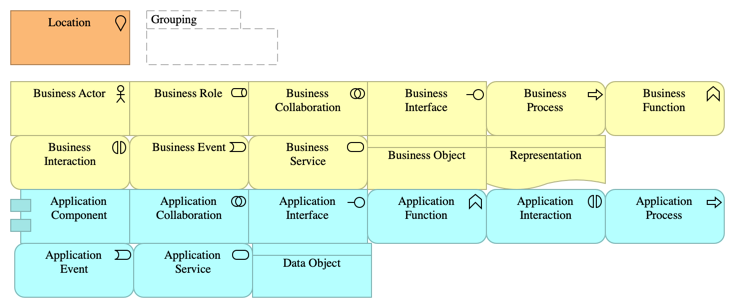 Location
Grouping
Business Actor
Business Role
Business
Collaboration
Business
Interface
Business
Process
Business
Function
Business
Interaction
Business Event
Business
Service
Business Object
Representation
Application
Component
Application
Collaboration
Application
Interface
Application
Function
Application
Interaction
Application
Process
Application
Event
Application
Service
Data Object